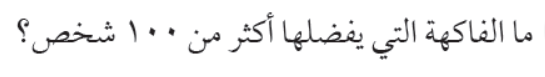 ما الفاكهة التي يفضلها أكثر من ١٠٠ شخص؟